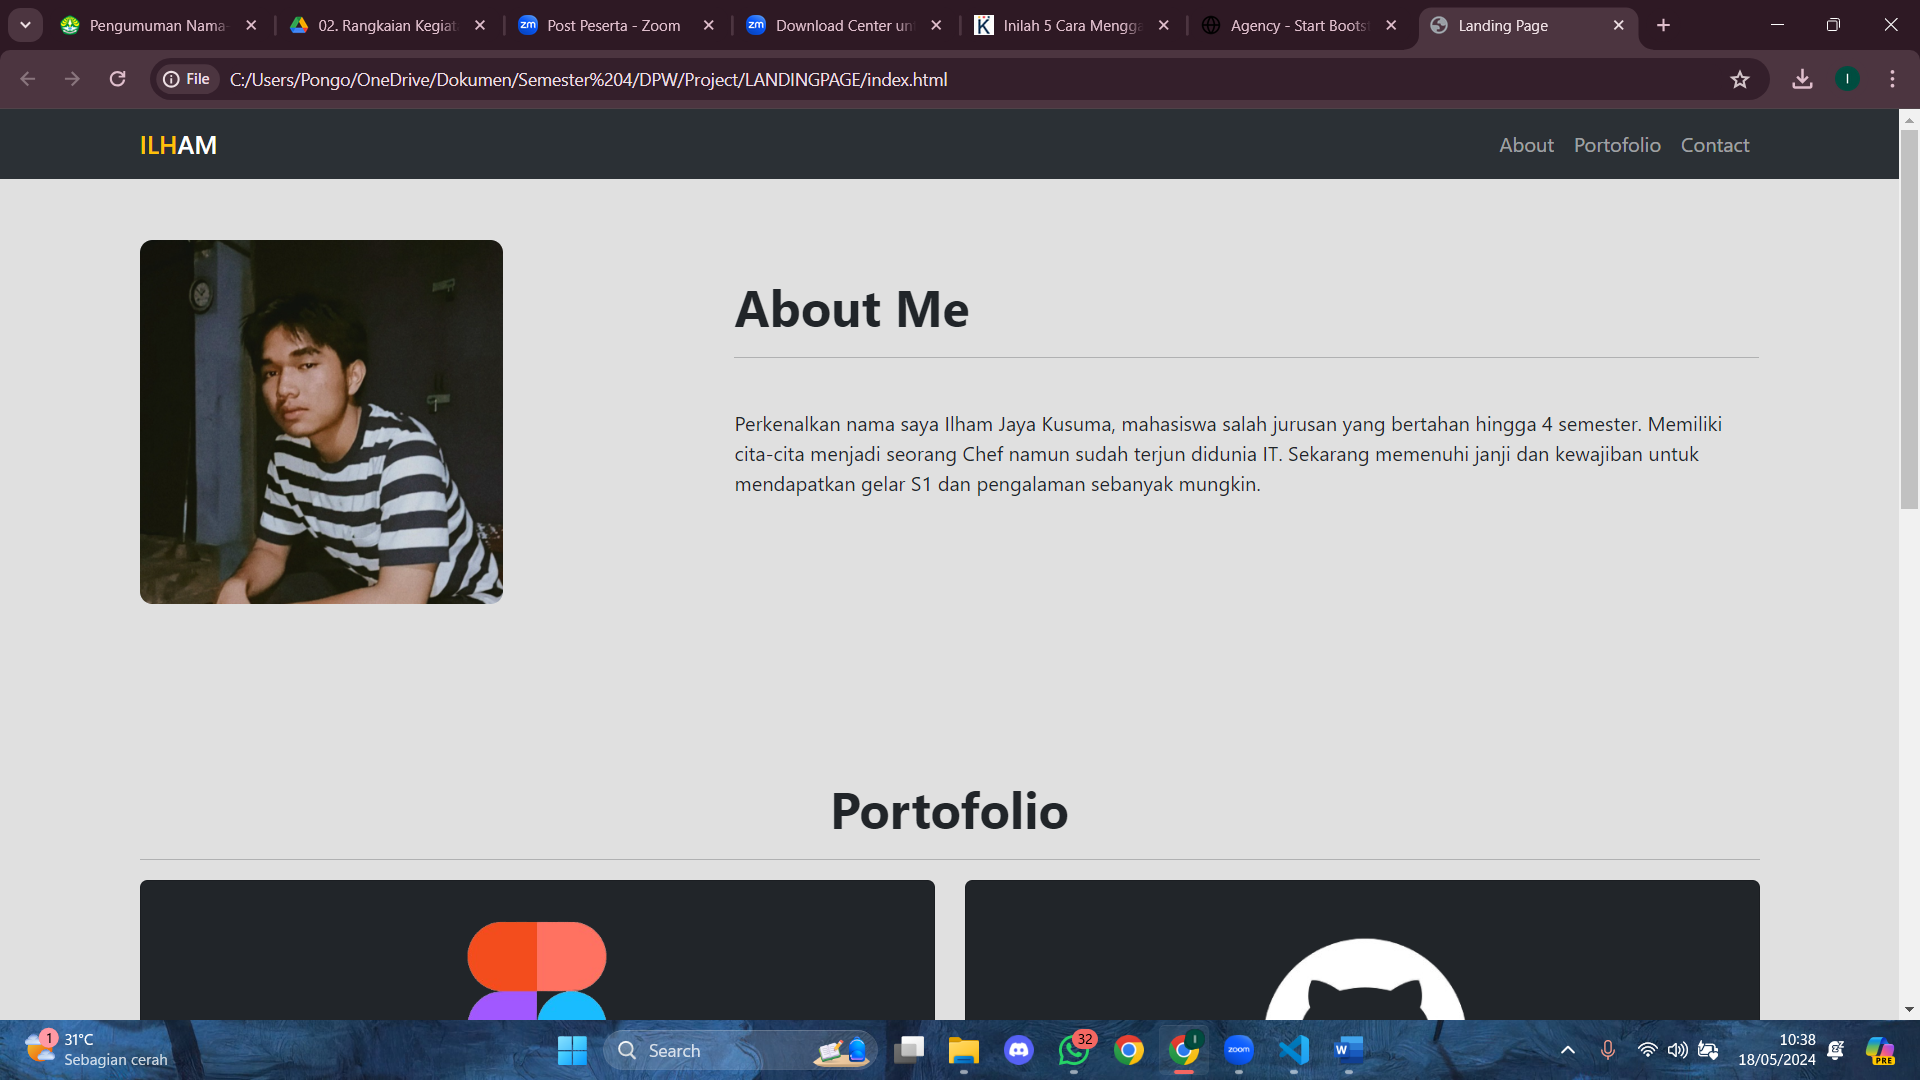 Pengumuman Nama-
02. Rangkaian Kegiat
Post Peserta - Zoom
Download Center un
Inilah 5 Cara Mengga
Agency - Start Boots
Landing Page
File
C:/Users/Pongo/OneDrive/Dokumen/Semester%204/DPW/Project/LANDINGPAGE/index.html
ILHAM
About
Portofolio
Contact
About Me
Perkenalkan nama saya Ilham Jaya Kusuma, mahasiswa salah jurusan yang bertahan hingga 4 semester. Memiliki
cita-cita menjadi seorang Chef namun sudah terjun didunia IT. Sekarang memenuhi janji dan kewajiban untuk
mendapatkan gelar S1 dan pengalaman sebanyak mungkin.
Portofolio
1
31°C
Sebagian cerah
Search
32
zoom
10:38
18/05/2024
PRE